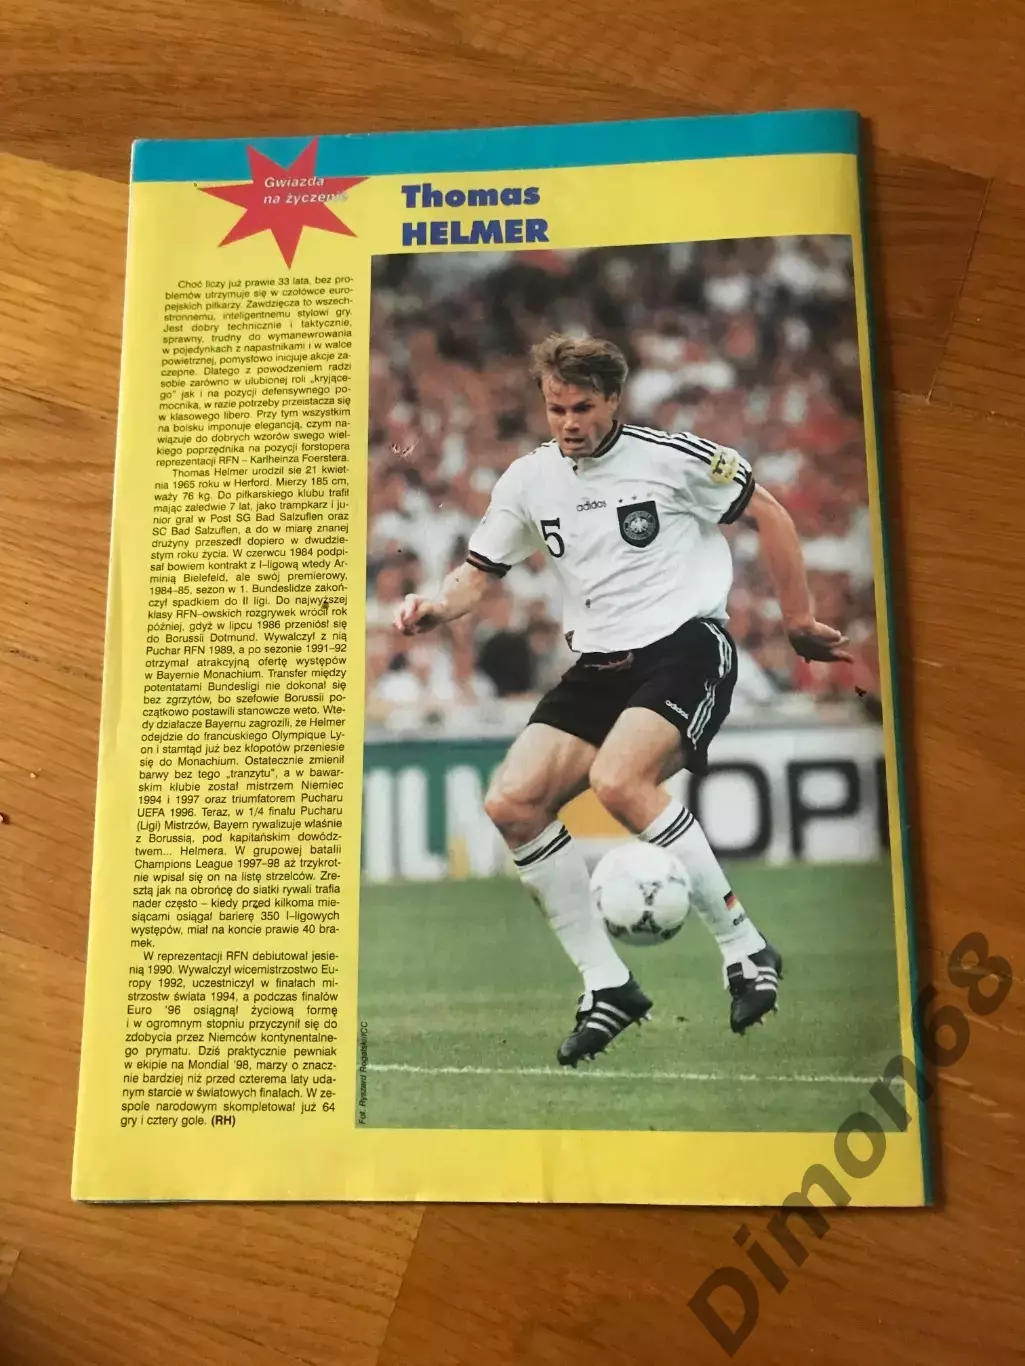 Gwiazda
na życzenie
Thomas
HELMER
Choć liczy już prawie 33 lata, bez pro-
blemów utrzymuje się w czołówce euro-
pejskich piłkarzy. Zawdzięcza to wszech-
stronnemu, inteligentnemu stylowi gry.
Jest dobry technicznie i taktycznie,
sprawny, trudny do wymanewrowania
w pojedynkach z napastnikami i w walce
powietrznej, pomysłowo inicjuje akcje za-
czepne. Dlatego z powodzeniem radzi
sobie zarówno w ulubionej roli „kryjące-
go” jak i na pozycji defensywnego po-
mocnika, w razie potrzeby przeistacza się
w klasowego libero. Przy tym wszystkim
na boisku imponuje elegancją, czym na-
wiązuje do dobrych wzorów swego wiel-
kiego poprzednika na pozycji forstopera
reprezentacji RFN – Karlheinza Foerstera.
Thomas Helmer urodził sie 21 kwiet-
nia 1965 roku w Herford. Mierzy 185 cm,
waży 76 kg. Do piłkarskiego klubu trafił
mając zaledwie 7 lat, jako trampkarz i ju-
nior grał w Post SG Bad Salzuflen oraz
SC Bad Salzuflen, a do w miarę znanej
drużyny przeszedł dopiero w dwudzie-
stym roku życia. W czerwcu 1984 podpi-
sał bowiem kontrakt z I-ligową wtedy Ar-
minią Bielefeld, ale swój premierowy,
1984-85, sezon w 1. Bundeslidze zakoń-
czył spadkiem do II ligi. Do najwyższej
klasy RFN-owskich rozgrywek wrócił rok
później, gdyż w lipcu 1986 przeniósł się
do Borussii Dotmund. Wywalczył z nią
Puchar RFN 1989, a po sezonie 1991-92
otrzymał atrakcyjną ofertę występów
w Bayernie Monachium. Transfer między
potentatami Bundesligi nie dokonał się
bez zgrzytów, bo szefowie Borussii po-
czątkowo postawili stanowcze weto. Wte-
dy działacze Bayernu zagrozili, że Helmer
odejdzie do francuskiego Olympique Ly-
on i stamtąd już bez kłopotów przeniesie
się do Monachium. Ostatecznie zmienił
barwy bez tego „tranzytu”, a w bawar-
skim klubie został mistrzem Niemiec
1994 i 1997 oraz triumfatorem Pucharu
UEFA 1996. Teraz, w 1/4 finału Pucharu
(Ligi) Mistrzów, Bayern rywalizuje właśnie
z Borussią, pod kapitańskim dowódz-
twem... Helmera. W grupowej batalii
Champions League 1997-98 aż trzykrot-
nie wpisał się on na listę strzelców. Zre-
sztą jak na obrońcę do siatki rywali trafia
nader często – kiedy przed kilkoma mie-
siącami osiągał barierę 350 I-ligowych
występów, miał na koncie prawie 40 bra-
mek.
W reprezentacji RFN debiutował jesie-
nią 1990. Wywalczył wicemistrzostwo Eu-
ropy 1992, uczestniczył w finałach mi-
strzostw świata 1994, a podczas finałów
Euro '96 osiągnął życiową formę
i w ogromnym stopniu przyczynił się do
zdobycia przez Niemców kontynentalne-
go prymatu. Dziś praktycznie pewniak
w ekipie na Mondial '98, marzy o znacz-
nie bardziej niż przed czterema laty uda-
nym starcie w światowych finałach. W ze-
spole narodowym skompletował już 64
gry i cztery gole. (RH)
Fot. Ryszard Rogalski/ICC
adidas
5
adidas
FILM
OP
Dimon68